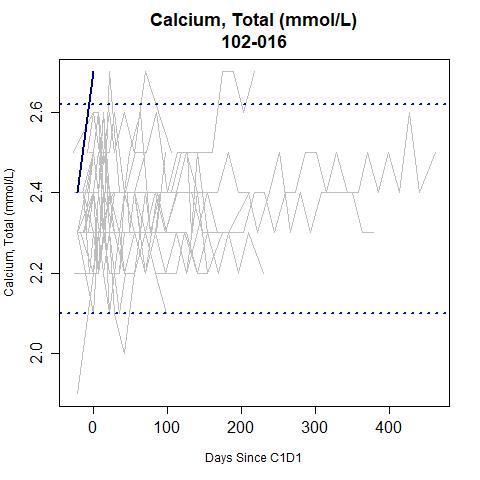 Calcium, Total (mmol/L)
102-016
Calcium, Total (mmol/L)
2.6
2.4
2.2
2.0
0 100 200 300 400
Days Since C1D1